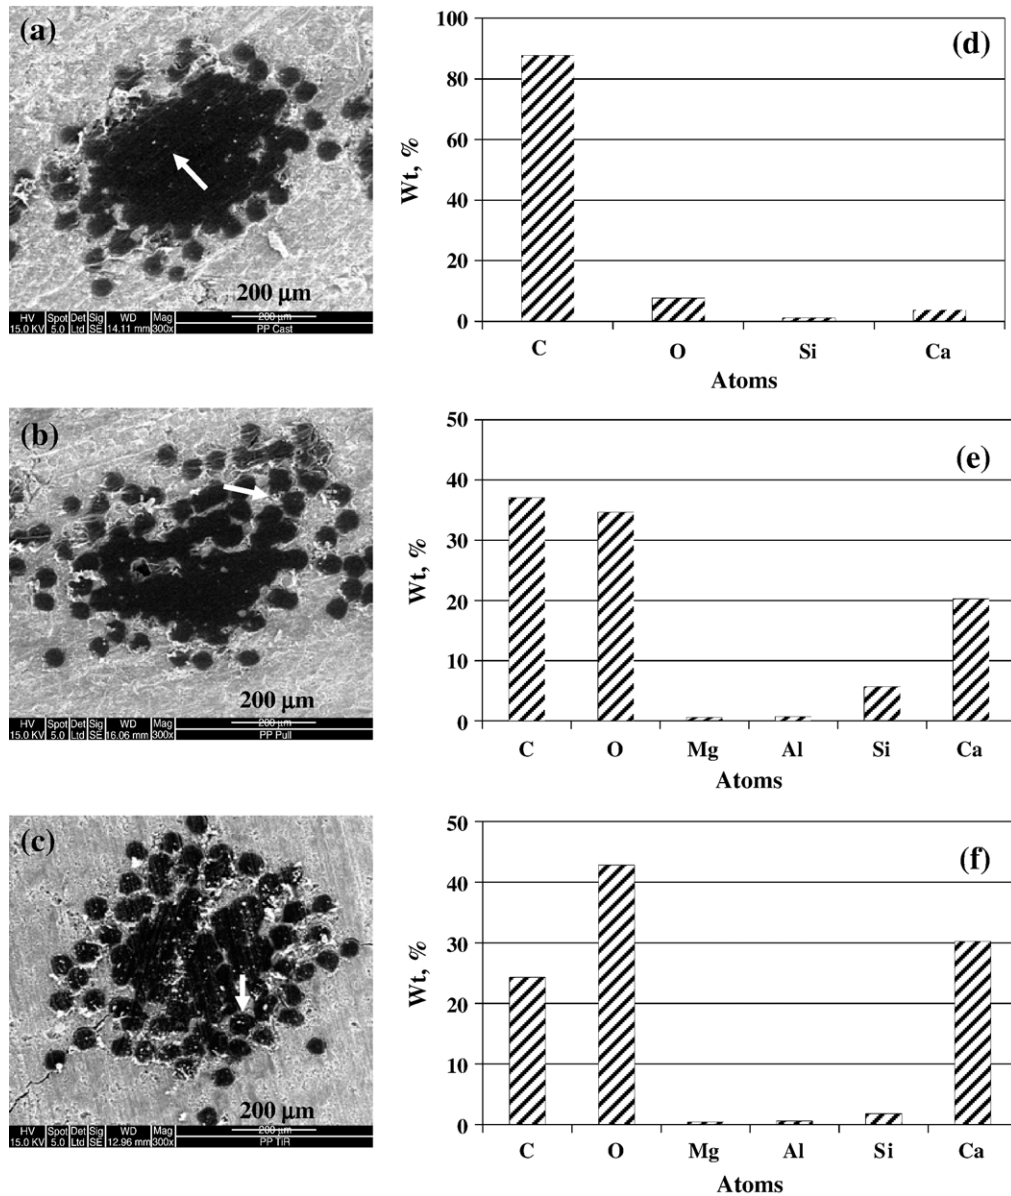 (a)
200 μm
HV Spot Det Sig WD Mag 200 μm
15.0 KV 5.0 Ltd SE 14.11 mm 300x PP Cast
(d)
100
80
60
40
20
0
Wt, %
C O Si Ca
Atoms
(b)
200 μm
HV Spot Det Sig WD Mag 200 μm
15.0 KV 5.0 Ltd SE 16.06 mm 300x PP Pull
(e)
50
40
30
20
10
0
Wt, %
C O Mg Al Si Ca
Atoms
(c)
200 μm
HV Spot Det Sig WD Mag 200 μm
15.0 KV 5.0 Ltd SE 12.96 mm 300x PP TiR
(f)
50
40
30
20
10
0
Wt, %
C O Mg Al Si Ca
Atoms